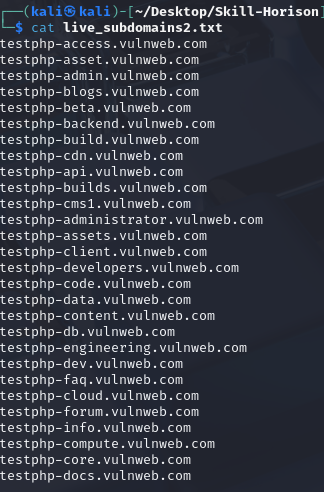 ┌──(kali㉿kali)-[~/Desktop/Skill-Horison]
└─$ cat live_subdomains2.txt
testphp-access.vulnweb.com
testphp-asset.vulnweb.com
testphp-admin.vulnweb.com
testphp-blogs.vulnweb.com
testphp-beta.vulnweb.com
testphp-backend.vulnweb.com
testphp-build.vulnweb.com
testphp-cdn.vulnweb.com
testphp-api.vulnweb.com
testphp-builds.vulnweb.com
testphp-cms1.vulnweb.com
testphp-administrator.vulnweb.com
testphp-assets.vulnweb.com
testphp-client.vulnweb.com
testphp-developers.vulnweb.com
testphp-code.vulnweb.com
testphp-data.vulnweb.com
testphp-content.vulnweb.com
testphp-db.vulnweb.com
testphp-engineering.vulnweb.com
testphp-dev.vulnweb.com
testphp-faq.vulnweb.com
testphp-cloud.vulnweb.com
testphp-forum.vulnweb.com
testphp-info.vulnweb.com
testphp-compute.vulnweb.com
testphp-core.vulnweb.com
testphp-docs.vulnweb.com